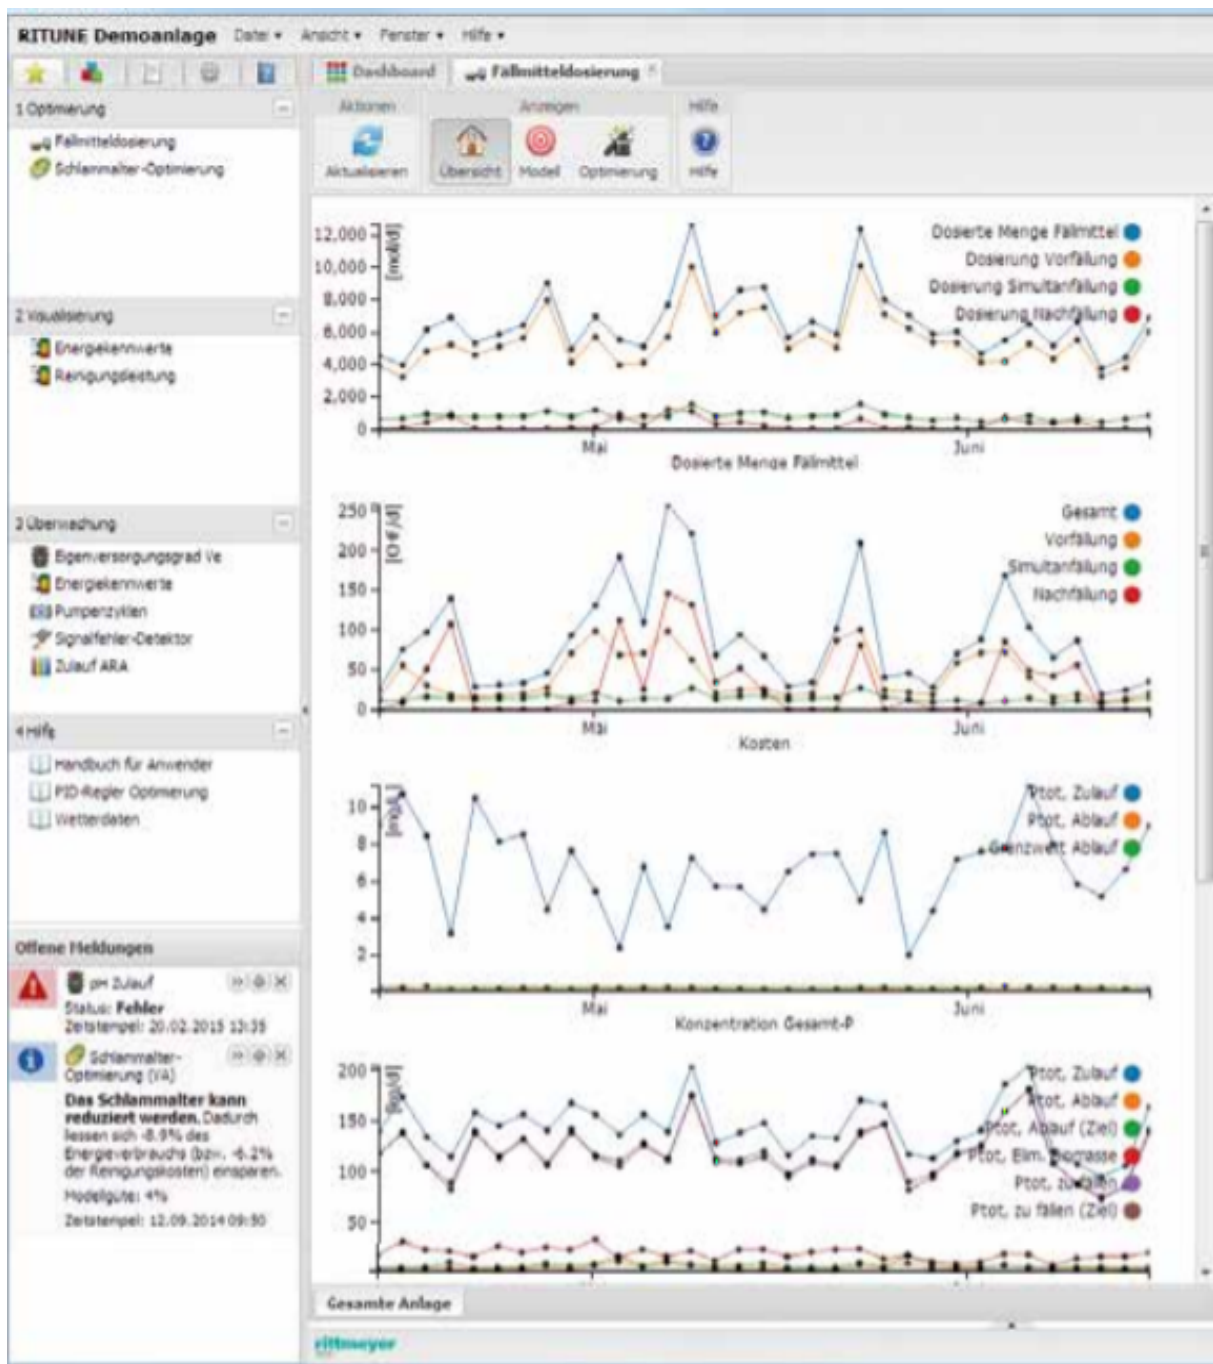 RITUNE Demoanlage Datei Ansicht Fenster Hilfe
Dashboard Fällmitteldosierung
1 Optimierung
Fällmitteldosierung
Schlammalter-Optimierung
2 Visualisierung
Energiekennwerte
Reinigungsleistung
3 Überwachung
Eigenversorgungsgrad Ve
Energiekennwerte
Pumpenzyklen
Signalfehler-Detektor
Zulauf ARA
4 Hilfe
Handbuch für Anwender
PID-Regler Optimierung
Wetterdaten
Offene Meldungen
pH Zulauf
Status: Fehler
Zeitstempel: 20.02.2015 13:35
Schlammalter-
Optimierung (VA)
Das Schlammalter kann
reduziert werden. Dadurch
lassen sich -8.9% des
Energieverbrauchs (bzw. -6.2%
der Reinigungskosten) einsparen.
Modellgüte: 4%
Zeitstempel: 12.09.2014 09:50
Aktionen Anzeigen Hilfe
Aktualisieren Übersicht Modell Optimierung Hilfe
12,000
10,000
8,000
6,000
4,000
2,000
0
[mol/d]
Dosierte Menge Fällmittel
Dosierung Vorfällung
Dosierung Simultanfällung
Dosierung Nachfällung
Mai Juni
Dosierte Menge Fällmittel
250
200
150
100
50
0
Gesamt
Vorfällung
Simultanfällung
Nachfällung
Mai Juni
Kosten
10
8
6
4
2
Ptot, Zulauf
Ptot, Ablauf
Grenzwert Ablauf
Mai Juni
Konzentration Gesamt-P
200
150
100
50
[kg/d]
Ptot, Zulauf
Ptot, Ablauf
Ptot, Ablauf (Ziel)
Ptot, Elim. Biomasse
Ptot, zu fällen
Ptot, zu fällen (Ziel)
Gesamte Anlage
rittmeyer